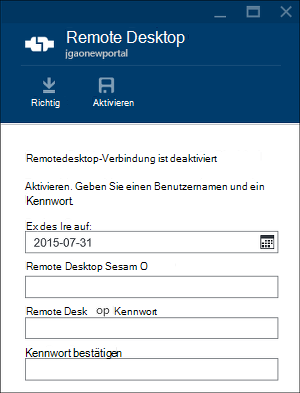 Remote Desktop
jgaonewportal
Richtig Aktivieren
Remotedesktop-Verbindung ist deaktiviert
Aktivieren. Geben Sie einen Benutzernamen und ein
Kennwort.
Ex des Ire auf:
2015-07-31
Remote Desktop Sesam O
Remote Desk op Kennwort
Kennwort bestätigen